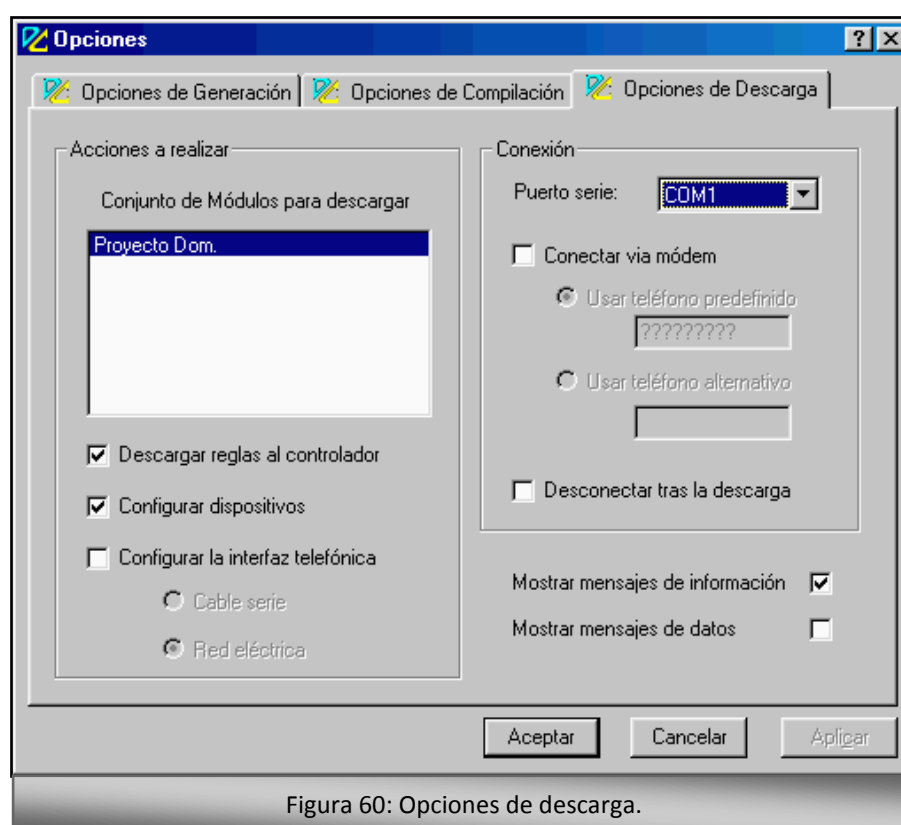 Opciones
Opciones de Generación
Opciones de Compilación
Opciones de Descarga
Acciones a realizar
Conjunto de Módulos para descargar
Proyecto Dom.
Descargar reglas al controlador
Configurar dispositivos
Configurar la interfaz telefónica
Cable serie
Red eléctrica
Conexión
Puerto serie: COM1
Conectar via módem
Usar teléfono predefinido
?????????
Usar teléfono alternativo
Desconectar tras la descarga
Mostrar mensajes de información
Mostrar mensajes de datos
Aceptar
Cancelar
Aplicar
Figura 60: Opciones de descarga.